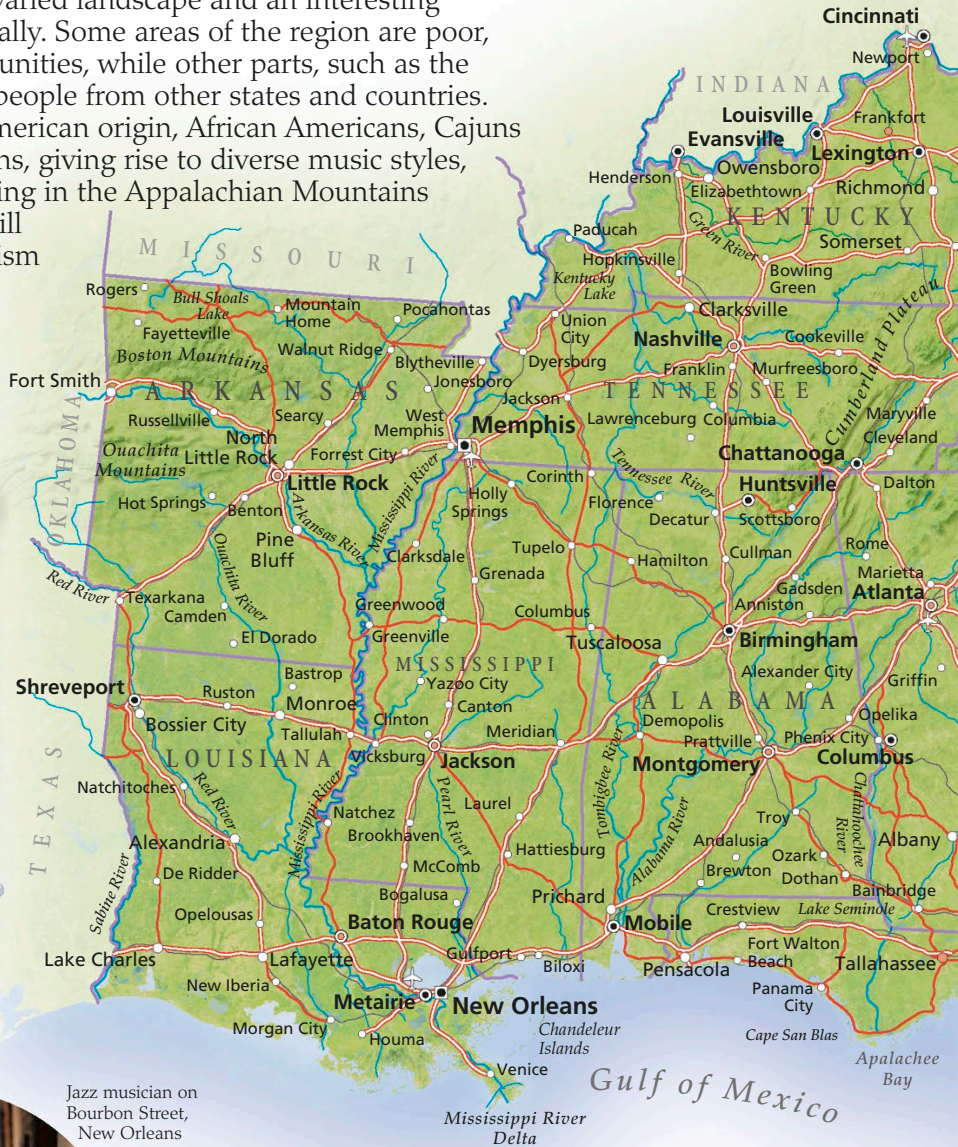 varied landscape and an interesting
ally. Some areas of the region are poor,
unities, while other parts, such as the
people from other states and countries.
merican origin, African Americans, Cajuns
ns, giving rise to diverse music styles,
ing in the Appalachian Mountains
ill
ism
Cincinnati
Newport
INDIANA
Louisville
Frankfort
Evansville
Lexington
Owensboro
Henderson
Elizabethtown
Richmond
KENTUCKY
Green River
Somerset
Paducah
Hopkinsville
Kentucky
Lake
Bowling
Green
MISSOURI
Rogers
Bull Shoals
Lake
Mountain
Home
Pocahontas
Fayetteville
Walnut Ridge
Boston Mountains
Blytheville
Union
City
Dyersburg
Clarksville
Nashville
Cookeville
Cumberland Plateau
Franklin
Murfreesboro
Fort Smith
ARKANSAS
Jonesboro
Jackson
TENNESSEE
OKLAHOMA
Russellville
Searcy
West
Memphis
Memphis
Lawrenceburg
Columbia
Maryville
Cleveland
Ouachita
Mountains
North
Little Rock
Forrest City
Chattanooga
Little Rock
Mississippi River
Corinth
Tennessee River
Huntsville
Dalton
Hot Springs
Benton
Arkansas River
Holly
Springs
Florence
Decatur
Scottsboro
Pine
Bluff
Ouachita River
Clarksdale
Tupelo
Hamilton
Cullman
Rome
Red River
Grenada
Gadsden
Marietta
Texarkana
Camden
Greenwood
Columbus
Anniston
Atlanta
El Dorado
Greenville
Tuscaloosa
Birmingham
MISSISSIPPI
Bastrop
Yazoo City
Alexander City
Griffin
Shreveport
Ruston
Monroe
Canton
ALABAMA
Bossier City
Clinton
Demopolis
Opelika
Tallulah
Meridian
Prattville
Phenix City
LOUISIANA
Vicksburg
Jackson
Montgomery
Columbus
TEXAS
Natchitoches
Red River
Mississippi River
Natchez
Pearl River
Laurel
Tombigbee River
Alabama River
Troy
Chattahoochee
River
Brookhaven
Alexandria
Hattiesburg
Andalusia
Albany
De Ridder
McComb
Ozark
Brewton
Dothan
Sabine River
Bogalusa
Prichard
Bainbridge
Opelousas
Baton Rouge
Mobile
Crestview
Lake Seminole
Lake Charles
Lafayette
Gulfport
Biloxi
Pensacola
Fort Walton
Beach
Tallahassee
New Iberia
Metairie
New Orleans
Panama
City
Morgan City
Houma
Chandeleur
Islands
Cape San Blas
Apalachee
Bay
Venice
Gulf of Mexico
Mississippi River
Delta
Jazz musician on
Bourbon Street,
New Orleans